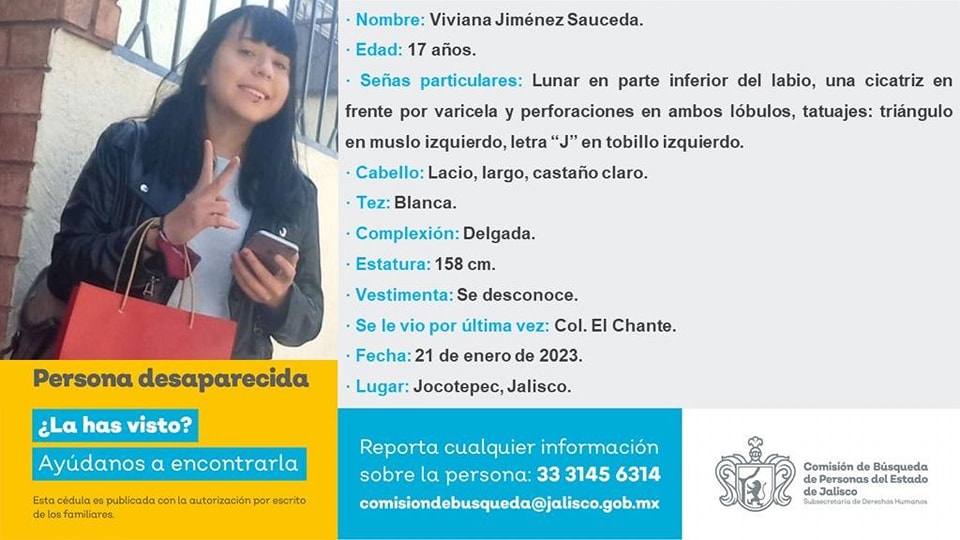 · Nombre: Viviana Jiménez Sauceda.
· Edad: 17 años.
· Señas particulares: Lunar en parte inferior del labio, una cicatriz en
frente por varicela y perforaciones en ambos lóbulos, tatuajes: triángulo
en muslo izquierdo, letra “J” en tobillo izquierdo.
· Cabello: Lacio, largo, castaño claro.
· Tez: Blanca.
· Complexión: Delgada.
· Estatura: 158 cm.
· Vestimenta: Se desconoce.
· Se le vio por última vez: Col. El Chante.
· Fecha: 21 de enero de 2023.
· Lugar: Jocotepec, Jalisco.
Persona desaparecida
¿La has visto?
Ayúdanos a encontrarla
Esta cédula es publicada con la autorización por escrito
de los familiares.
Reporta cualquier información
sobre la persona: 33 3145 6314
comisiondebusqueda@jalisco.gob.mx
Comisión de Búsqueda
de Personas del Estado
de Jalisco
Subsecretaría de Derechos Humanos